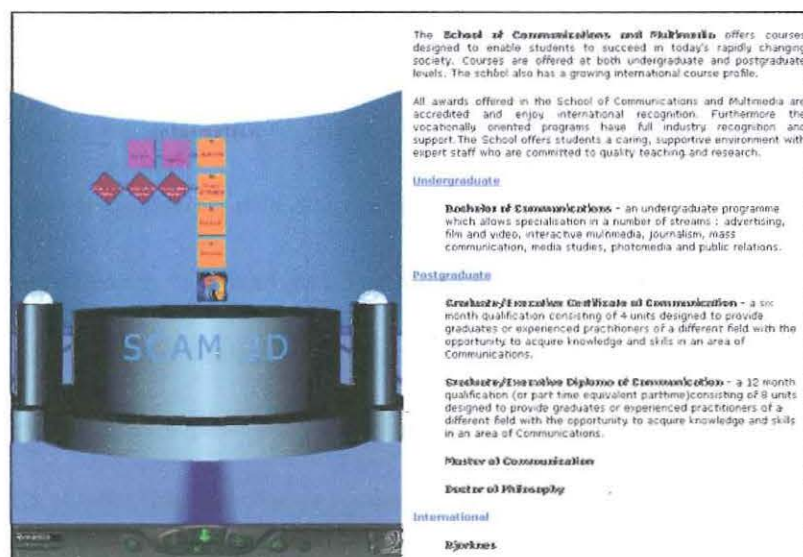 Information
SCAM 3D
The School of Communications and Multimedia offers courses
designed to enable students to succeed in today's rapidly changing
society. Courses are offered at both undergraduate and postgraduate
levels. The school also has a growing international course profile.
All awards offered in the School of Communications and Multimedia are
accredited and enjoy international recognition. Furthermore the
vocationally oriented programs have full industry recognition and
support.The School offers students a caring, supportive environment with
expert staff who are committed to quality teaching and research.
Undergraduate
Bachelor of Communications - an undergraduate programme
which allows specialisation in a number of streams : advertising,
film and video, interactive multmedia, journalism, mass
communication, media studies, photomedia and public relations.
Postgraduate
Graduate/Executive Certificate of Communication - a six
month qualification consisting of 4 units designed to provide
graduates or experienced practitioners of a different field with the
opportunity to acquire knowledge and skills in an area of
Communications.
Graduate/Executive Diploma of Communication - a 12 month
qualification (or part time equivalent parttime)consisting of 8 units
designed to provide graduates or experienced practitioners of a
different field with the opportunity to acquire knowledge and skills
in an area of Communications.
Master of Communication
Doctor of Philosophy
International
Bjorknes